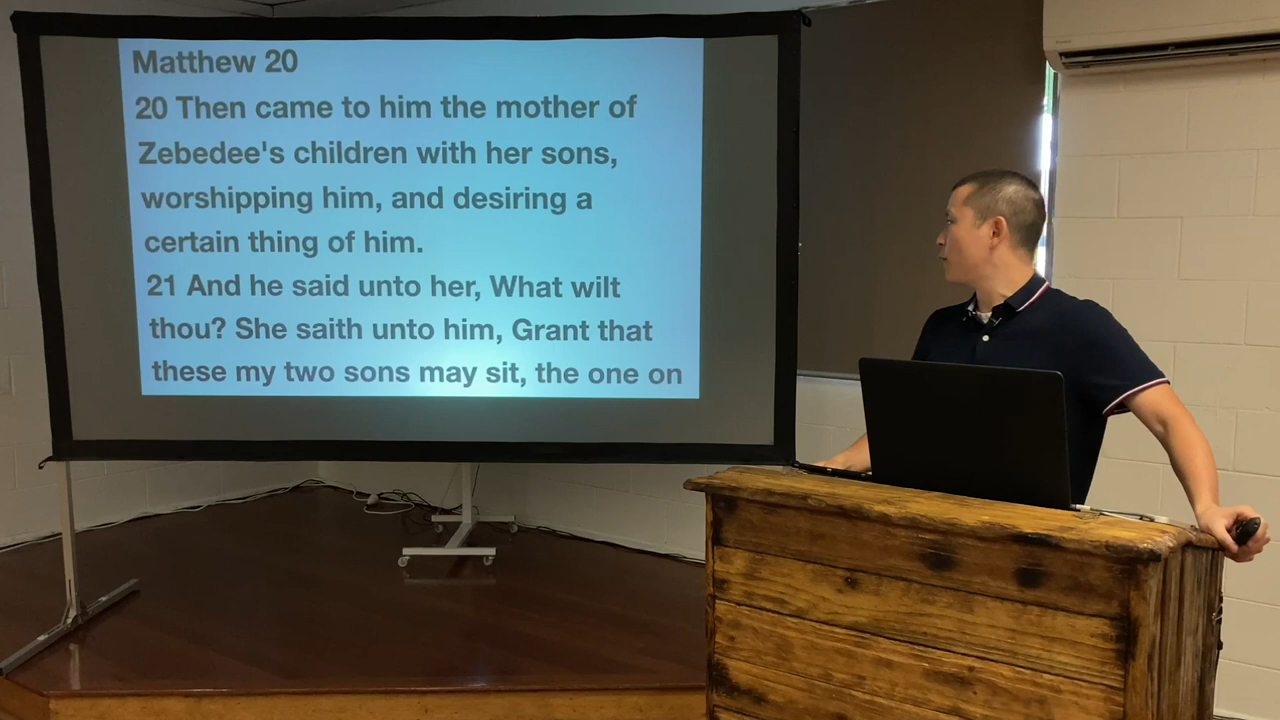 Matthew 20
20 Then came to him the mother of
Zebedee's children with her sons,
worshipping him, and desiring a
certain thing of him.
21 And he said unto her, What wilt
thou? She saith unto him, Grant that
these my two sons may sit, the one on